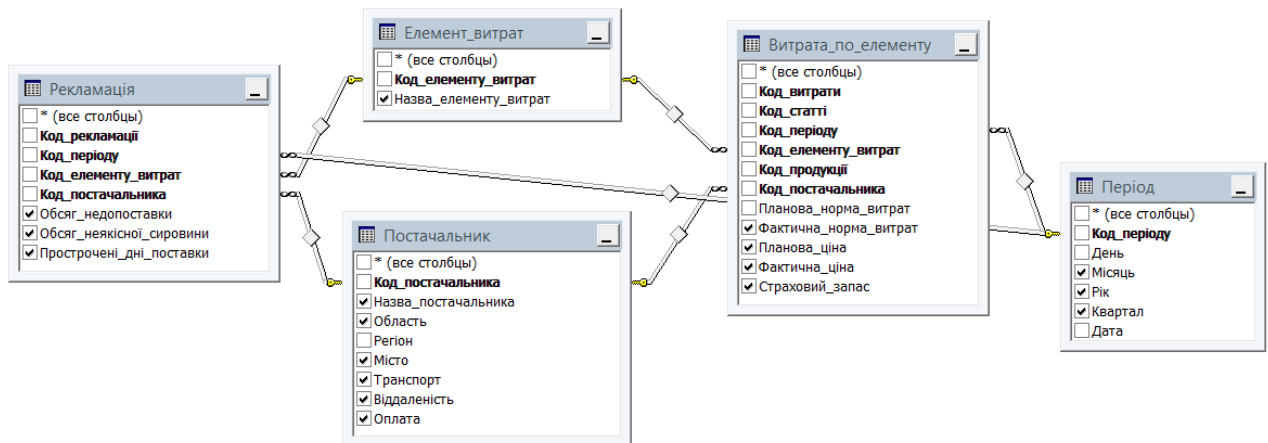 Рекламація
* (все столбцы)
Код_рекламації
Код_періоду
Код_елементу_витрат
Код_постачальника
Обсяг_недопоставки
Обсяг_неякісної_сировини
Прострочені_дні_поставки
Елемент_витрат
* (все столбцы)
Код_елементу_витрат
Назва_елементу_витрат
Постачальник
* (все столбцы)
Код_постачальника
Назва_постачальника
Область
Регіон
Місто
Транспорт
Віддаленість
Оплата
Витрата_по_елементу
* (все столбцы)
Код_витрати
Код_статті
Код_періоду
Код_елементу_витрат
Код_продукції
Код_постачальника
Планова_норма_витрат
Фактична_норма_витрат
Планова_ціна
Фактична_ціна
Страховий_запас
Період
* (все столбцы)
Код_періоду
День
Місяць
Рік
Квартал
Дата